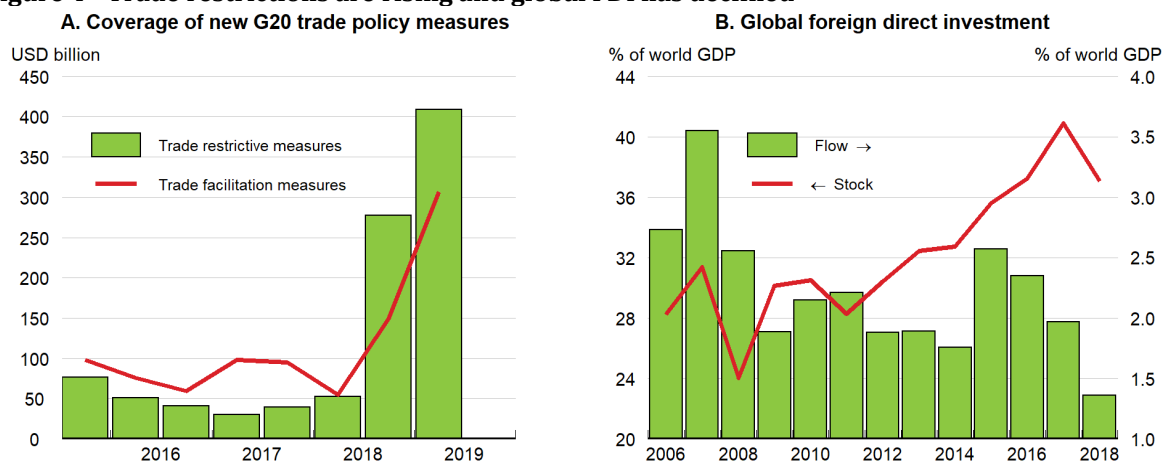 A. Coverage of new G20 trade policy measures
USD billion
450
400
350
300
250
200
150
100
50
0
Trade restrictive measures
Trade facilitation measures
2016 2017 2018 2019
B. Global foreign direct investment
% of world GDP % of world GDP
44 4.0
40 3.5
36 3.0
32 2.5
28 2.0
24 1.5
20 1.0
Flow →
← Stock
2006 2008 2010 2012 2014 2016 2018